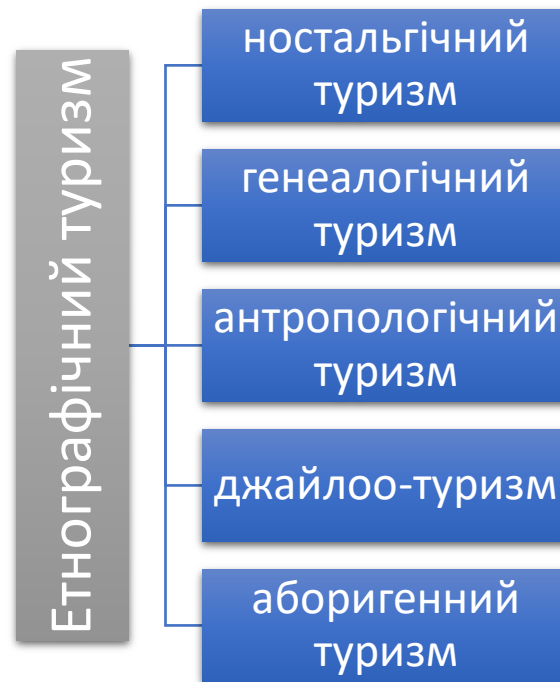 Етнографічний туризм
ностальгічний
туризм
генеалогічний
туризм
антропологічний
туризм
джайлоо-туризм
аборигенний
туризм